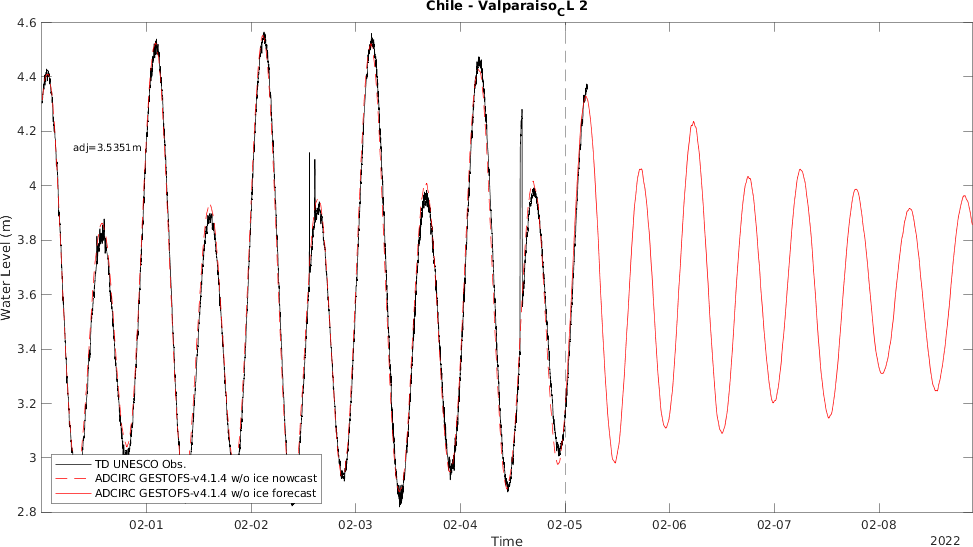 Chile - Valparaiso_CL 2
4.6
4.4
4.2
4
3.8
3.6
3.4
3.2
3
2.8
Water Level (m)
adj=3.5351m
TD UNESCO Obs.
ADCIRC GESTOFS-v4.1.4 w/o ice nowcast
ADCIRC GESTOFS-v4.1.4 w/o ice forecast
02-01 02-02 02-03 02-04 02-05 02-06 02-07 02-08
Time
2022